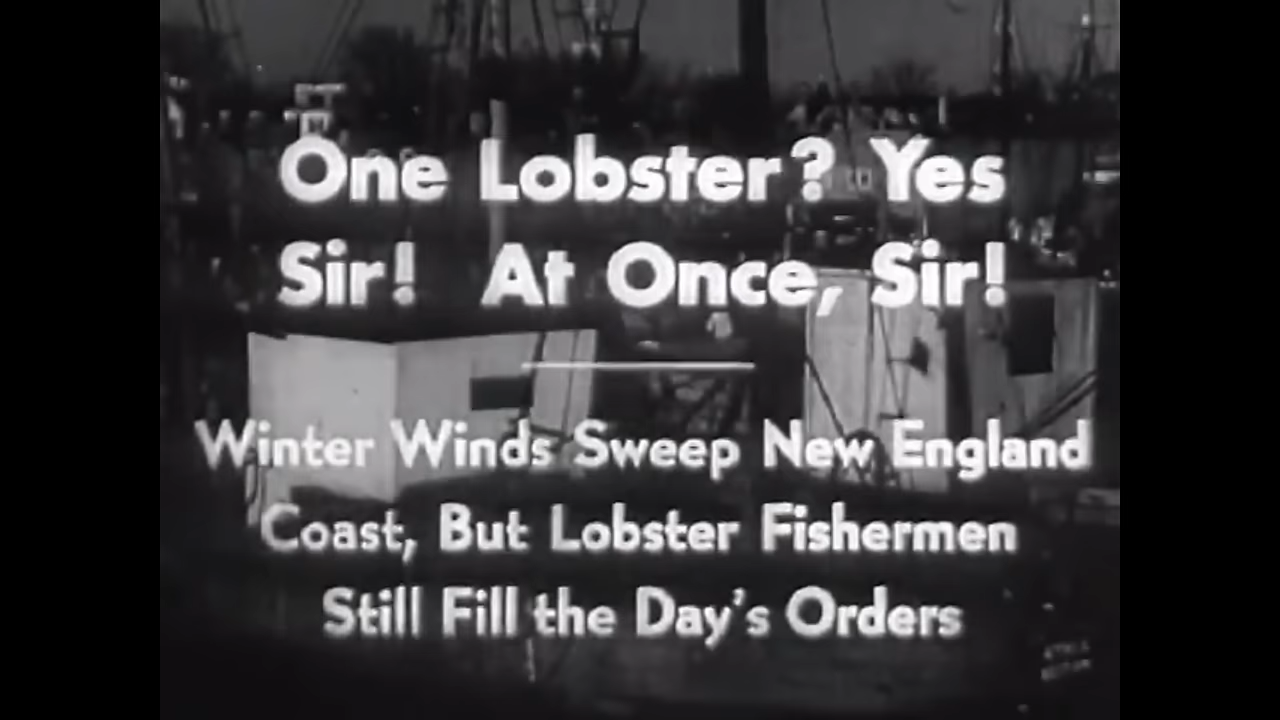 One Lobster? Yes
Sir! At Once, Sir!
Winter Winds Sweep New England
Coast, But Lobster Fishermen
Still Fill the Day's Orders